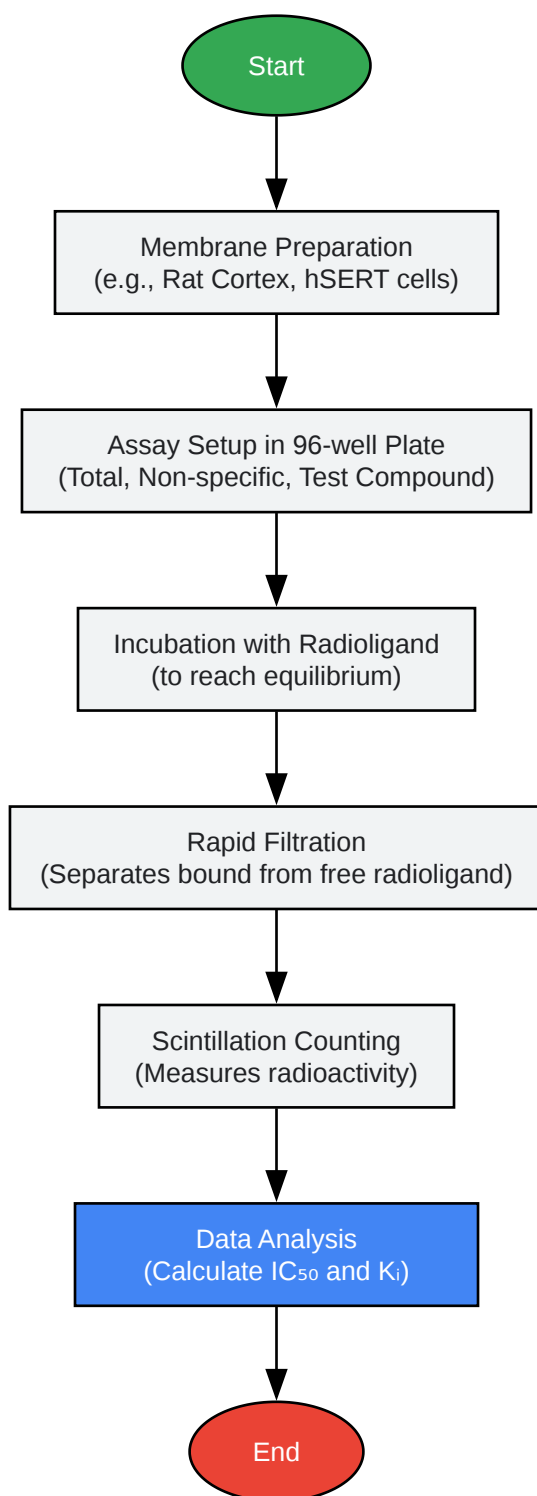 Start
Membrane Preparation
(e.g., Rat Cortex, hSERT cells)
Assay Setup in 96-well Plate
(Total, Non-specific, Test Compound)
Incubation with Radioligand
(to reach equilibrium)
Rapid Filtration
(Separates bound from free radioligand)
Scintillation Counting
(Measures radioactivity)
Data Analysis
(Calculate IC₅₀ and Kᵢ)
End